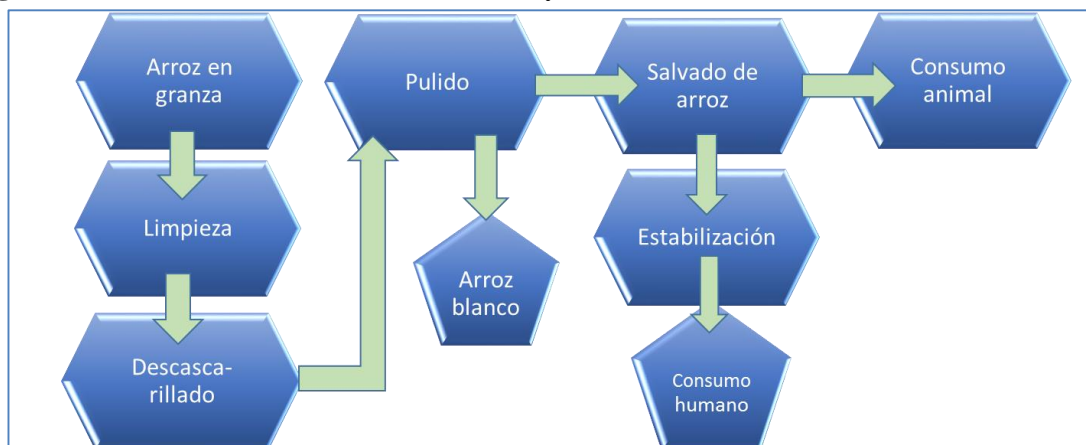 Arroz en
granza
Limpieza
Descasca-
rillado
Pulido
Arroz
blanco
Salvado de
arroz
Estabilización
Consumo
humano
Consumo
animal